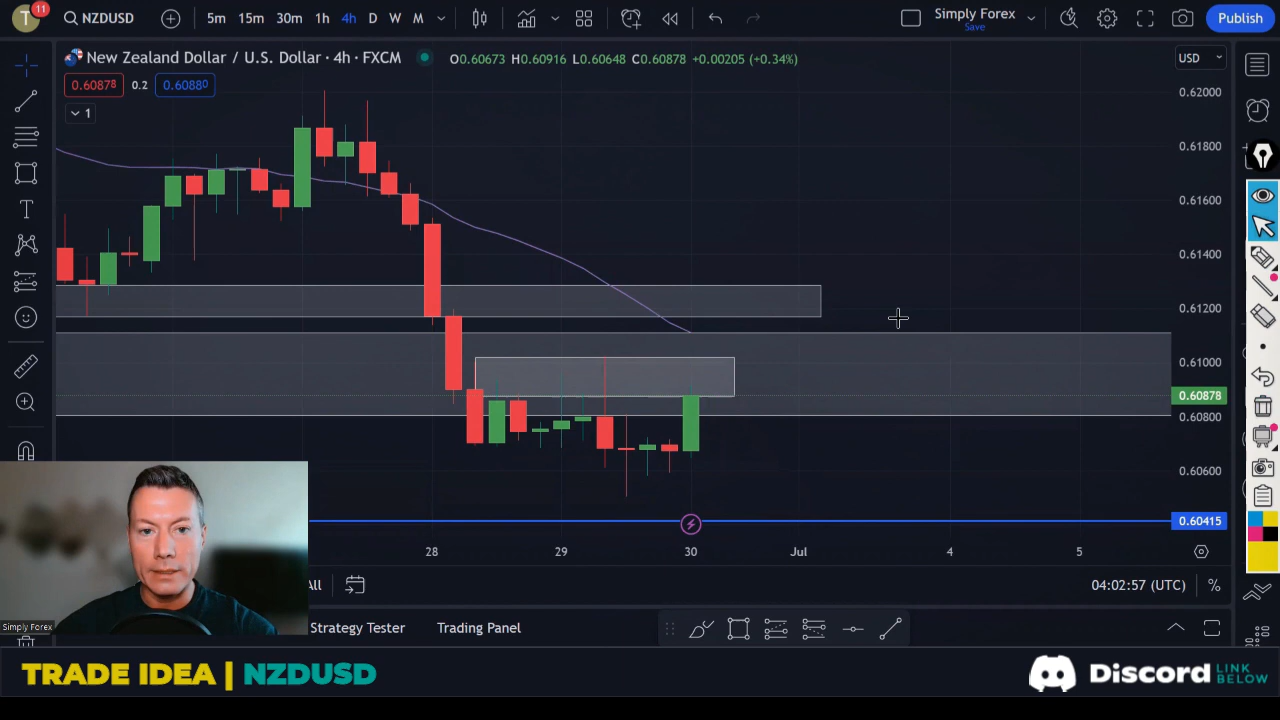 T
11
NZDUSD
5m 15m 30m 1h 4h D W M
Simply Forex
Save
Publish
New Zealand Dollar / U.S. Dollar · 4h · FXCM
O0.60673 H0.60916 L0.60648 C0.60878 +0.00205 (+0.34%)
USD
0.60878 0.2 0.60880
1
0.62000
0.61800
0.61600
0.61400
0.61200
0.61000
0.60878
0.60800
0.60600
0.60415
28 29 30 Jul 4 5
All
04:02:57 (UTC)
%
Simply Forex
Strategy Tester Trading Panel
TRADE IDEA | NZDUSD
Discord LINK BELOW